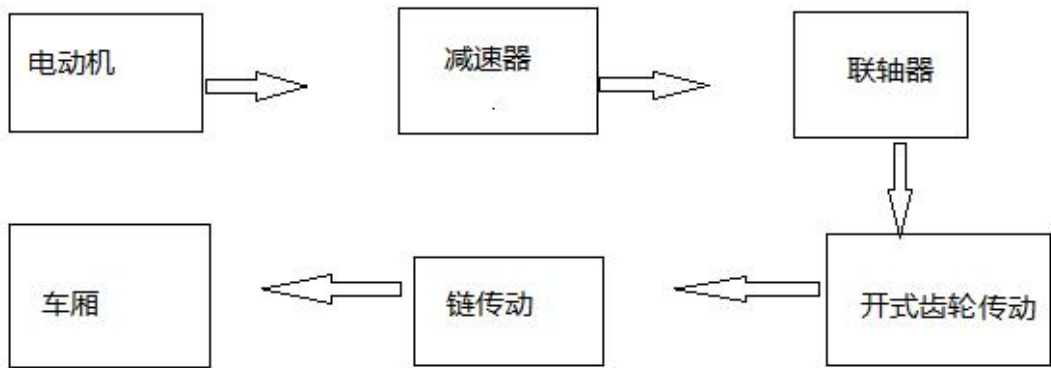 电动机
减速器
联轴器
车厢
链传动
开式齿轮传动